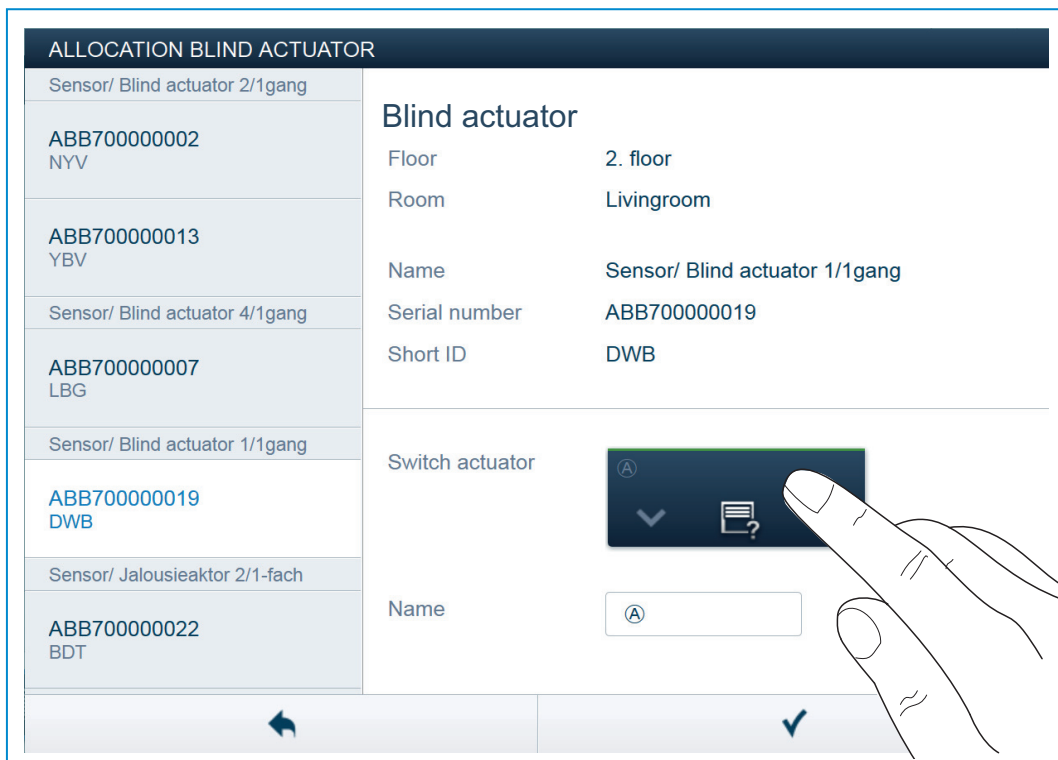 ALLOCATION BLIND ACTUATOR
Sensor/ Blind actuator 2/1gang
ABB700000002
NYV
ABB700000013
YBV
Sensor/ Blind actuator 4/1gang
ABB700000007
LBG
Sensor/ Blind actuator 1/1gang
ABB700000019
DWB
Sensor/ Jalousieaktor 2/1-fach
ABB700000022
BDT
Blind actuator
Floor 2. floor
Room Livingroom
Name Sensor/ Blind actuator 1/1gang
Serial number ABB700000019
Short ID DWB
Switch actuator Ⓐ
?
Name Ⓐ